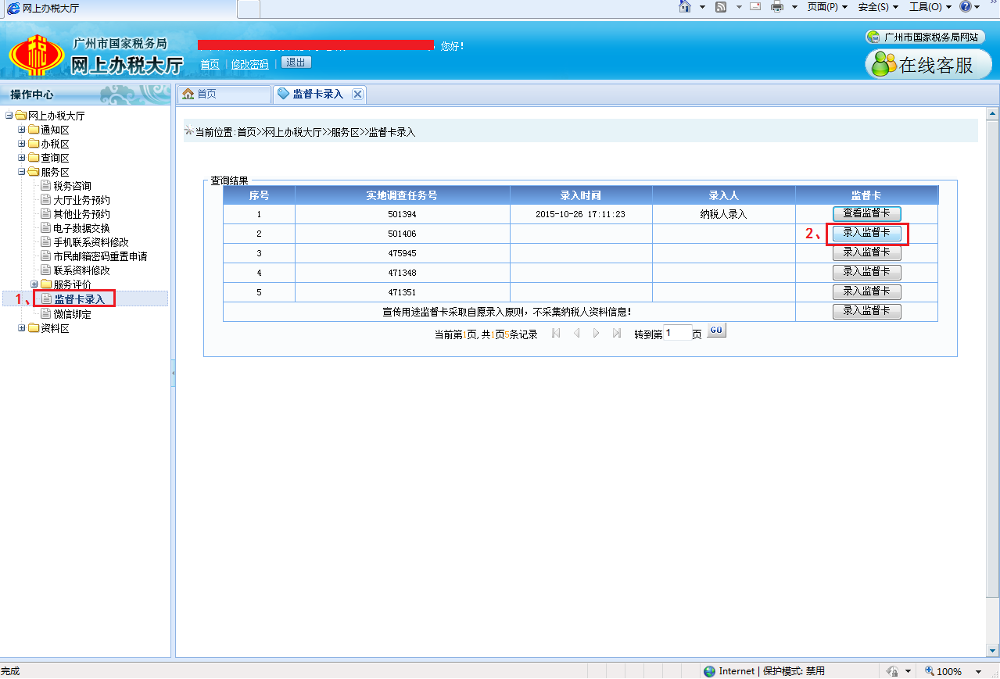 网上办税大厅
页面(P) 安全(S) 工具(O)
广州市国家税务局
网上办税大厅
您好！
首页 | 修改密码 | 退出
广州市国家税务局网站
在线客服
操作中心
首页 监督卡录入
网上办税大厅
通知区
办税区
查询区
服务区
税务咨询
大厅业务预约
其他业务预约
电子数据交换
手机联系资料修改
市民邮箱密码重置申请
联系资料修改
服务评价
1、 监督卡录入
微信绑定
资料区
当前位置:首页>>网上办税大厅>>服务区>>监督卡录入
查询结果
序号 实地调查任务号 录入时间 录入人 监督卡
1 501394 2015-10-26 17:11:23 纳税人录入 查看监督卡
2 501406 2、 录入监督卡
3 475945 录入监督卡
4 471348 录入监督卡
5 471351 录入监督卡
宣传用途监督卡采取自愿录入原则，不采集纳税人资料信息！ 录入监督卡
当前第1页,共1页5条记录 转到第 1 页 GO
完成 Internet | 保护模式: 禁用 100%